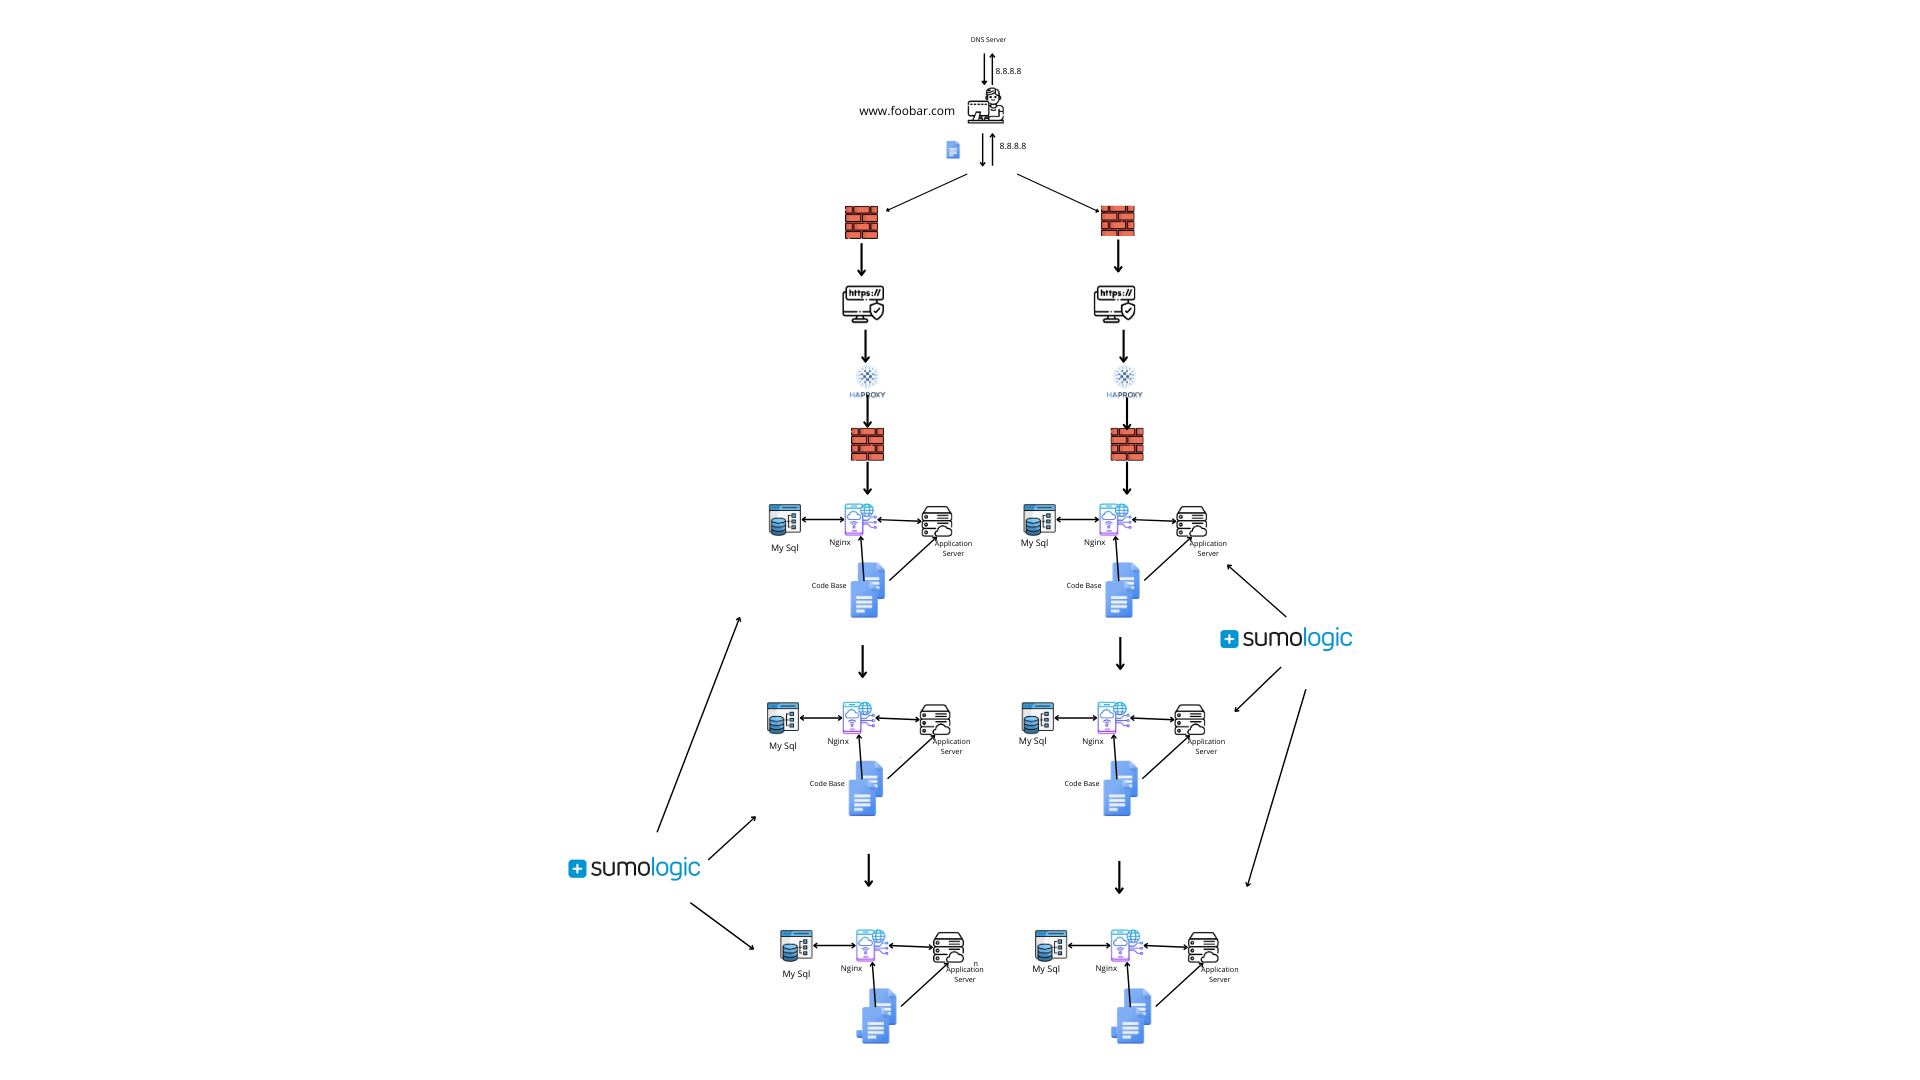 DNS Server
8.8.8.8
www.foobar.com
8.8.8.8
https://
https://
HAPROXY
HAPROXY
My Sql
Nginx
Application
Server
Code Base
My Sql
Nginx
Application
Server
Code Base
sumologic
My Sql
Nginx
Application
Server
Code Base
My Sql
Nginx
Application
Server
Code Base
sumologic
My Sql
Nginx
n
Application
Server
My Sql
Nginx
Application
Server